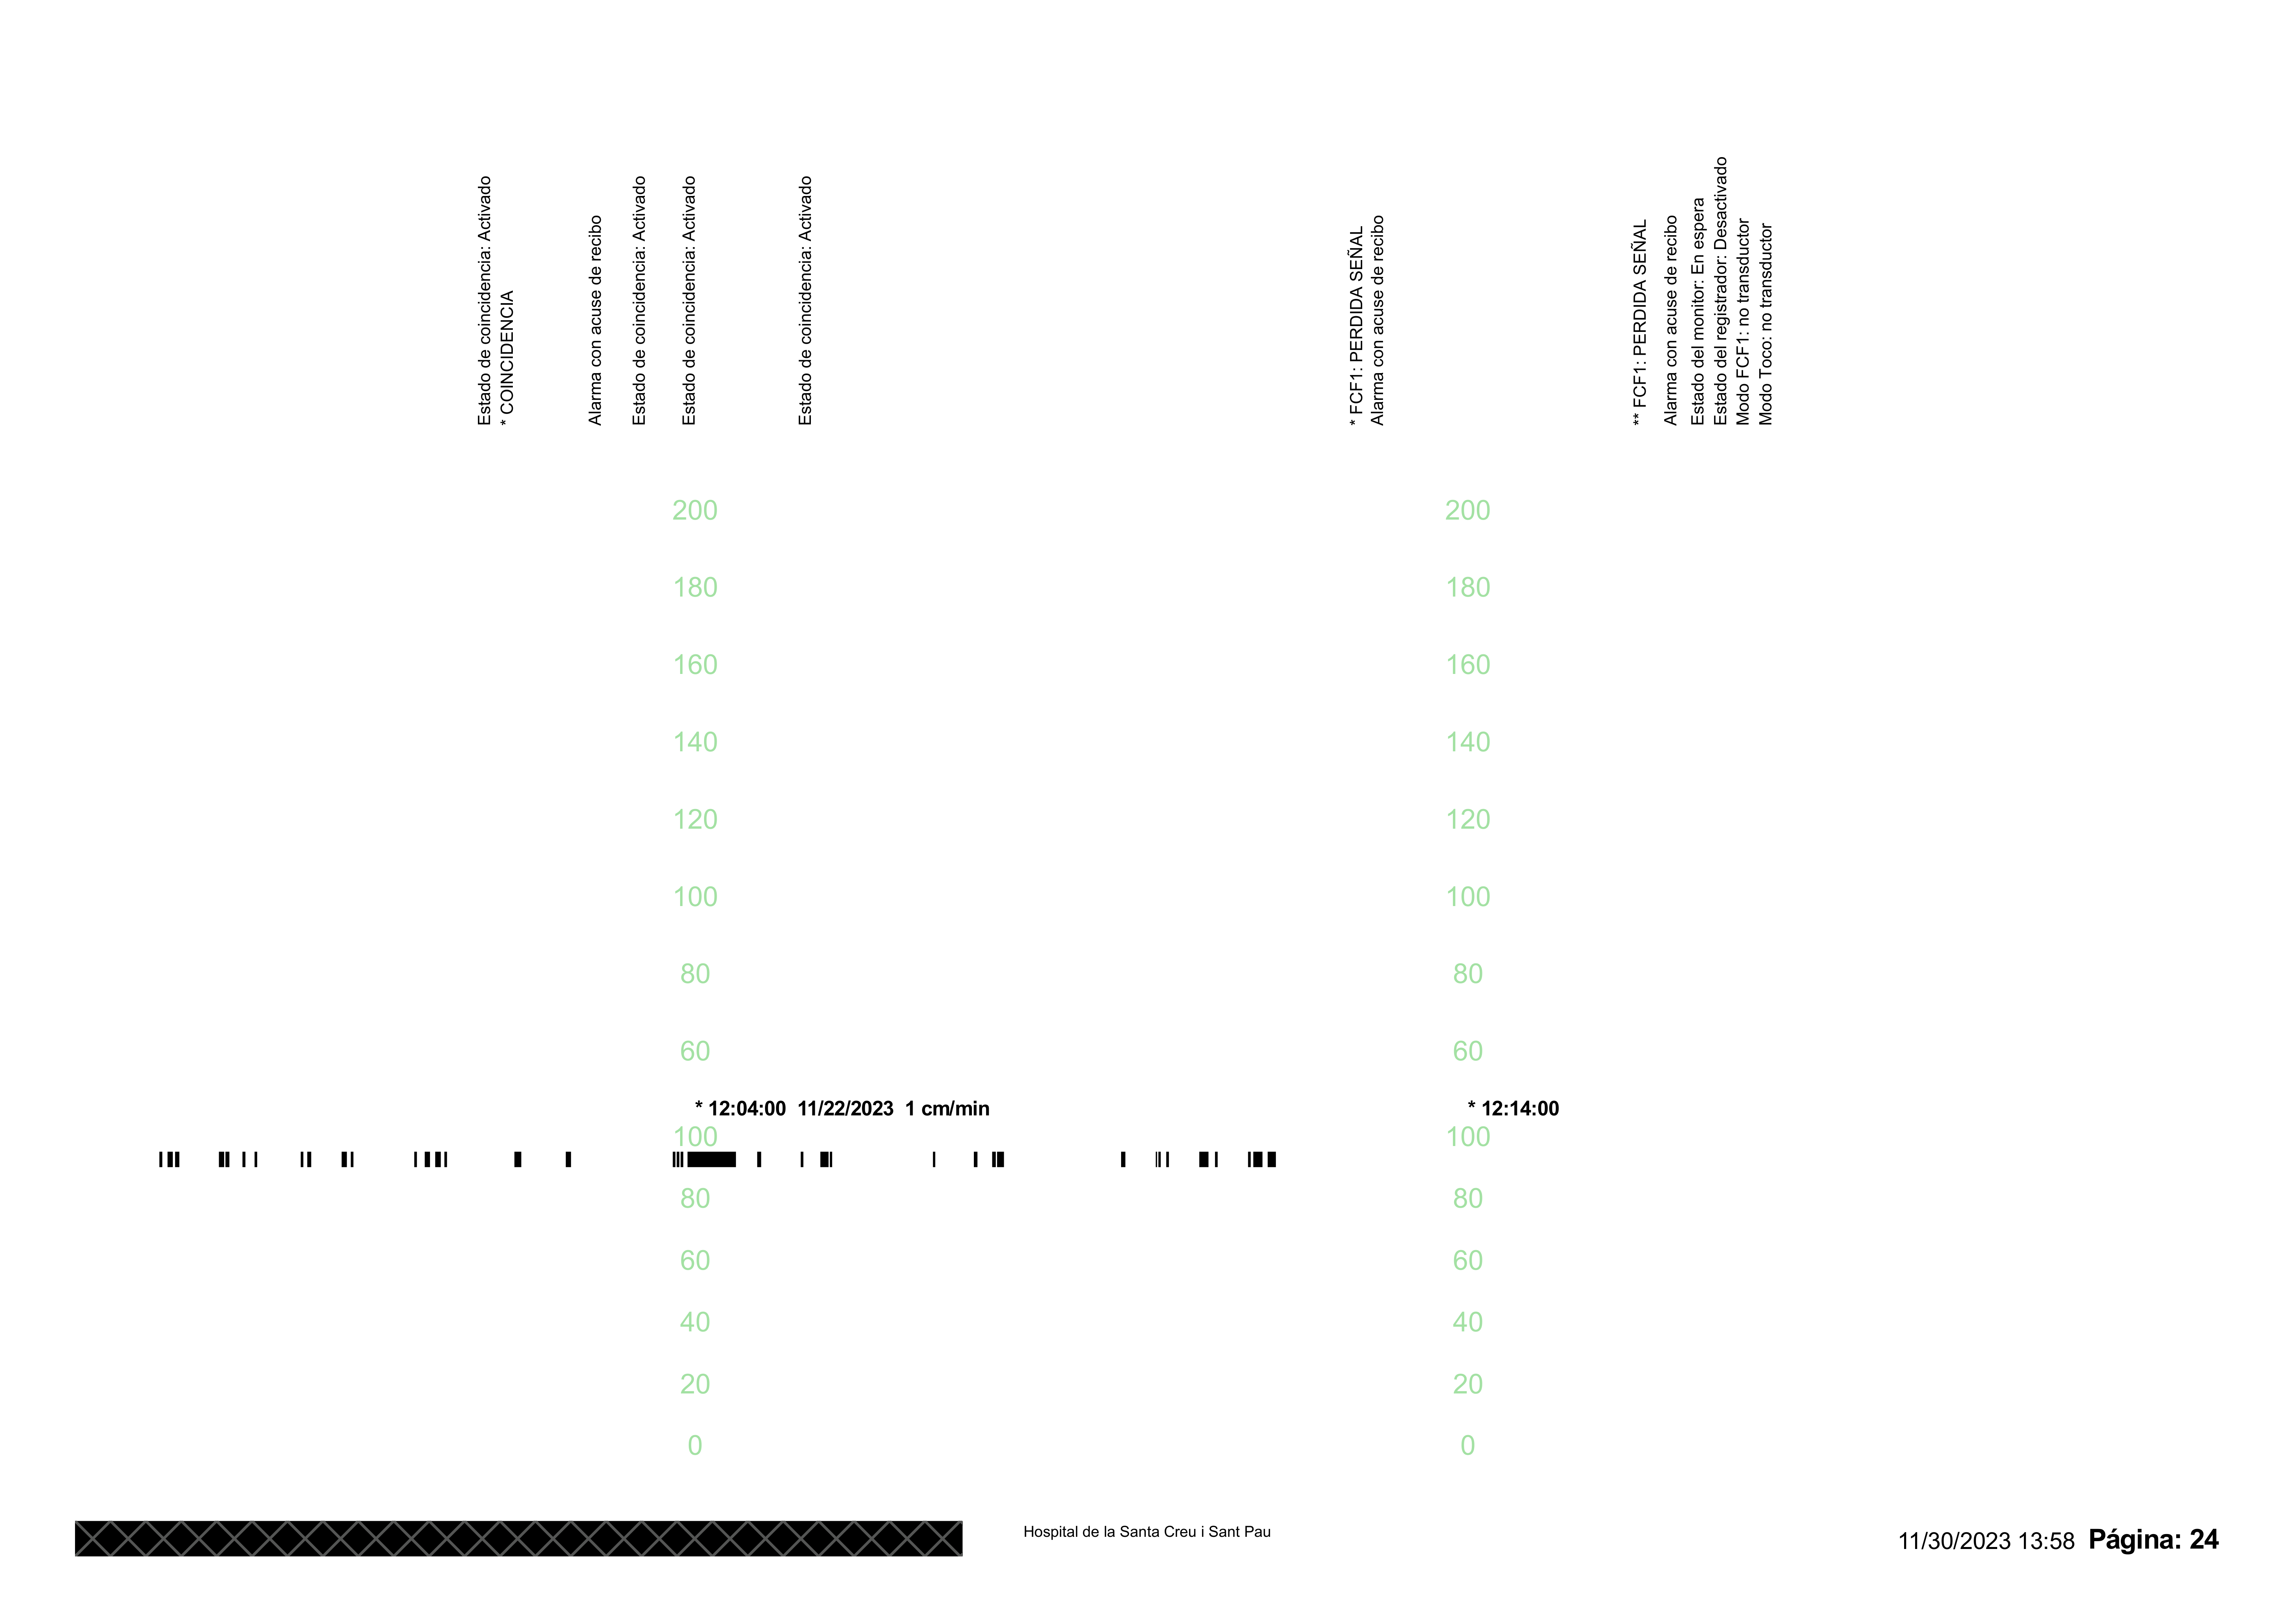 Estado de coincidencia: Activado
* COINCIDENCIA
Alarma con acuse de recibo
Estado de coincidencia: Activado
Estado de coincidencia: Activado
Estado de coincidencia: Activado
* FCF1: PERDIDA SEÑAL
Alarma con acuse de recibo
** FCF1: PERDIDA SEÑAL
Alarma con acuse de recibo
Estado del monitor: En espera
Estado del registrador: Desactivado
Modo FCF1: no transductor
Modo Toco: no transductor
200 200
180 180
160 160
140 140
120 120
100 100
80 80
60 60
* 12:04:00 11/22/2023 1 cm/min * 12:14:00
100 100
80 80
60 60
40 40
20 20
0 0
Hospital de la Santa Creu i Sant Pau
11/30/2023 13:58 Página: 24